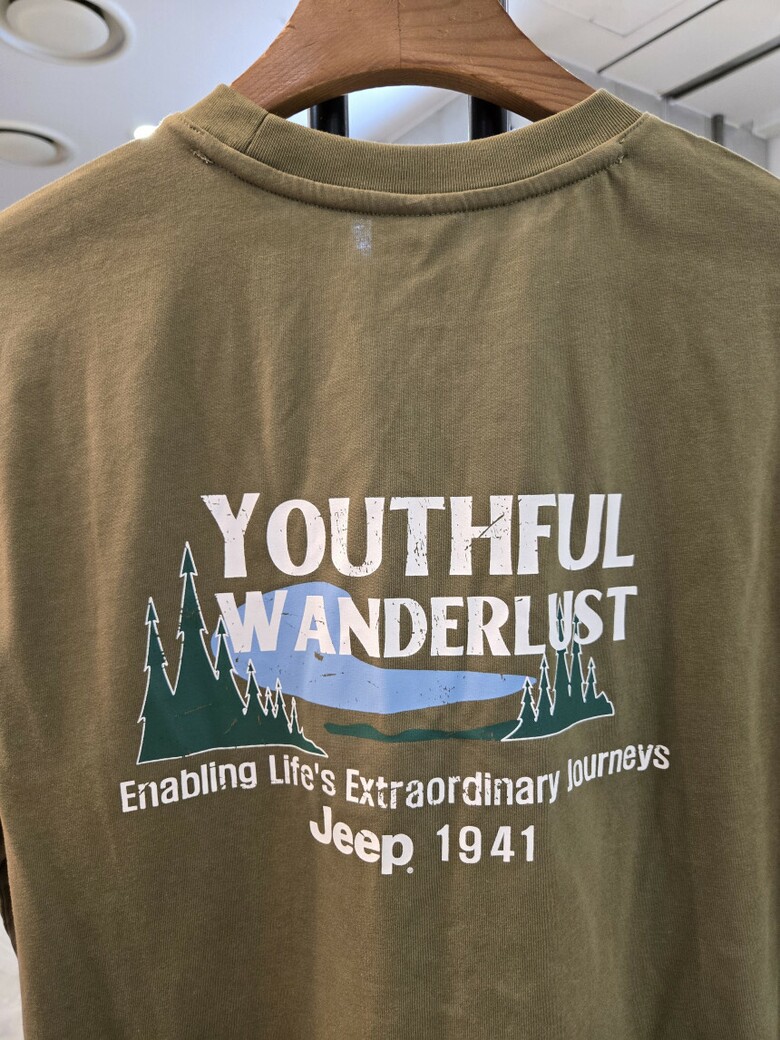 YOUTHFUL
WANDERLUST
Enabling Life's Extraordinary Journeys
Jeep. 1941